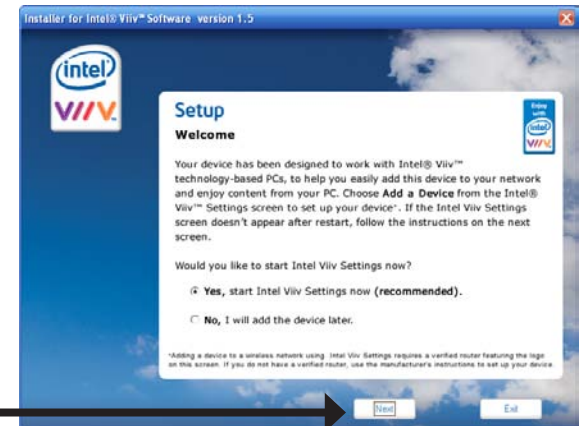 Installer for Intel® Viiv™ Software version 1.5
intel
VIIV™
Setup
Enjoy
with
intel
VIIV™
Welcome
Your device has been designed to work with Intel® Viiv™
technology-based PCs, to help you easily add this device to your network
and enjoy content from your PC. Choose Add a Device from the Intel®
Viiv™ Settings screen to set up your device*. If the Intel Viiv Settings
screen doesn't appear after restart, follow the instructions on the next
screen.
Would you like to start Intel Viiv Settings now?
Yes, start Intel Viiv Settings now (recommended).
No, I will add the device later.
*Adding a device to a wireless network using Intel Viiv Settings requires a verified router featuring the logo
on this screen. If you do not have a verified router, use the manufacturer's instructions to set up your device
Next
Exit